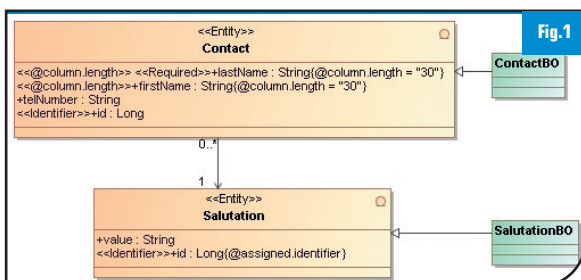 Fig.1
<<Entity>>
Contact
<<@column.length>> <<Required>>+lastName : String{@column.length = "30"}
<<@column.length>>+firstName : String{@column.length = "30"}
+telNumber : String
<<Identifier>>+id : Long
ContactBO
0..*
1
<<Entity>>
Salutation
+value : String
<<Identifier>>+id : Long{@assigned.identifier}
SalutationBO